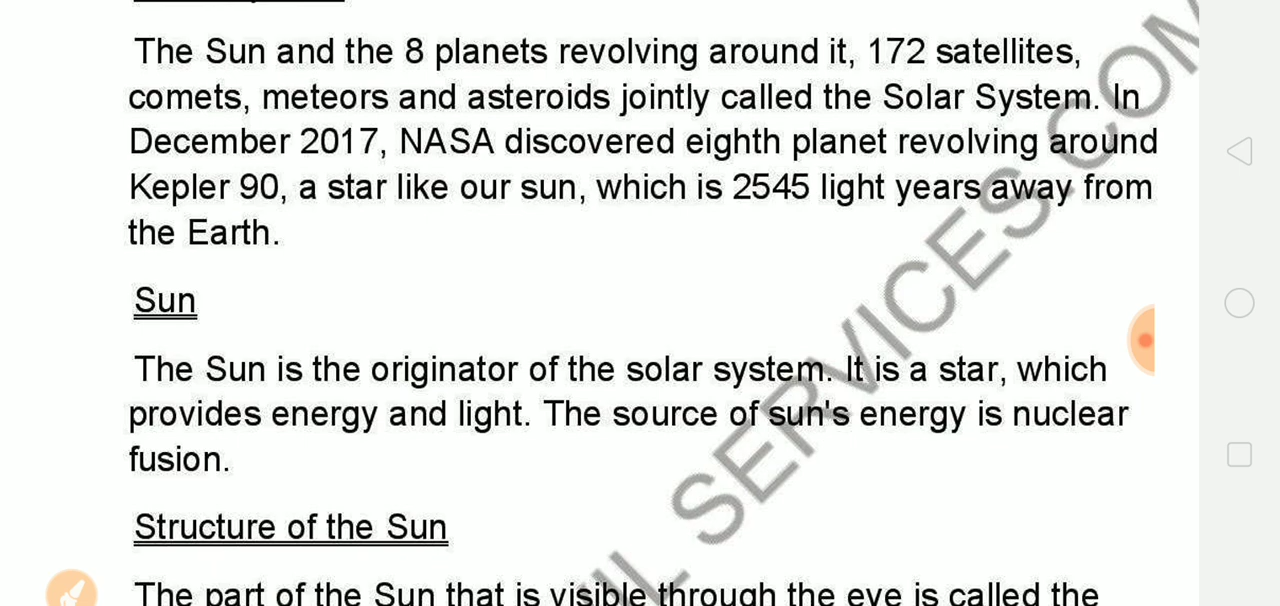 The Sun and the 8 planets revolving around it, 172 satellites,
comets, meteors and asteroids jointly called the Solar System. In
December 2017, NASA discovered eighth planet revolving around
Kepler 90, a star like our sun, which is 2545 light years away from
the Earth.
Sun
The Sun is the originator of the solar system. It is a star, which
provides energy and light. The source of sun's energy is nuclear
fusion.
Structure of the Sun
The part of the Sun that is visible through the eye is called the
SERVICES.COM